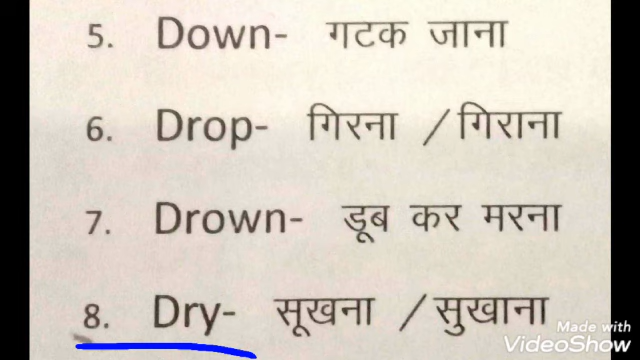 5. Down- गटक जाना
6. Drop- गिरना / गिराना
7. Drown- डूब कर मरना
8. Dry- सूखना / सुखाना
Made with
VideoShow